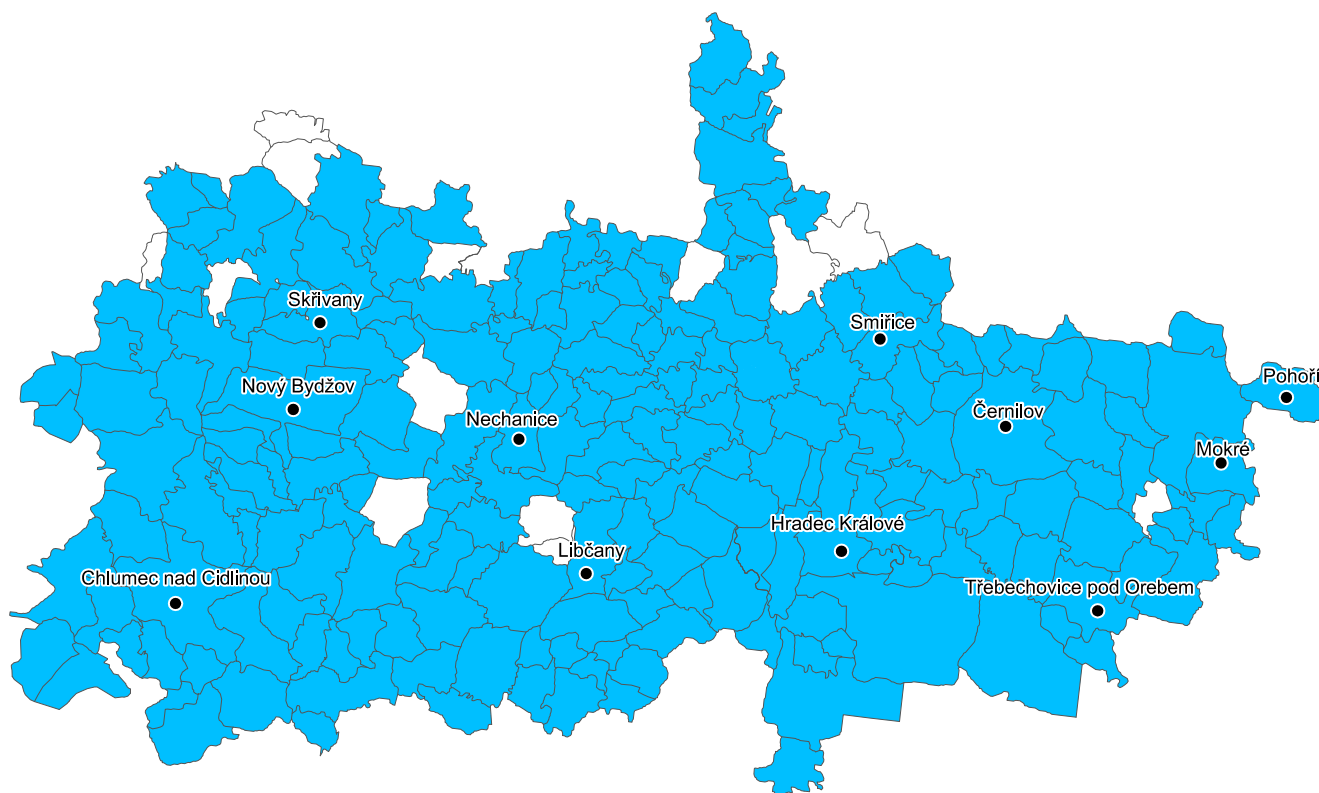 Skřivany
Smiřice
Pohoří
Nový Bydžov
Nechanice
Černilov
Mokré
Hradec Králové
Libčany
Chlumec nad Cidlinou
Třebechovice pod Orebem